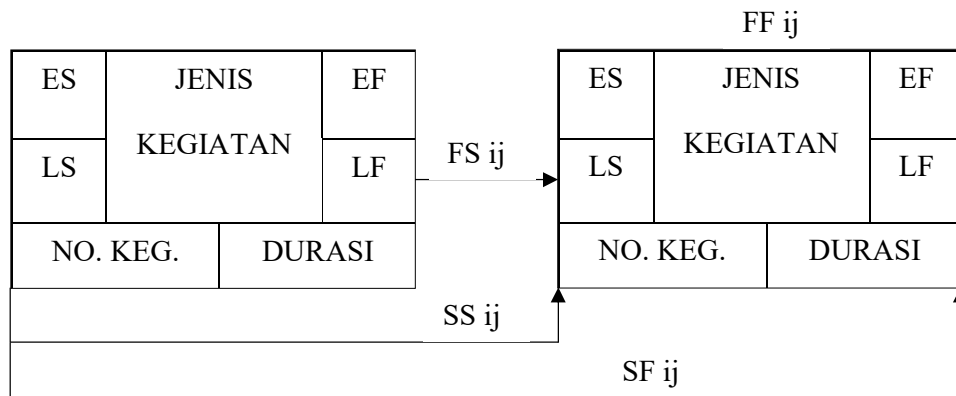 FF ij
ES JENIS EF
KEGIATAN
LS LF
NO. KEG. DURASI
FS ij
ES JENIS EF
KEGIATAN
LS LF
NO. KEG. DURASI
SS ij
SF ij